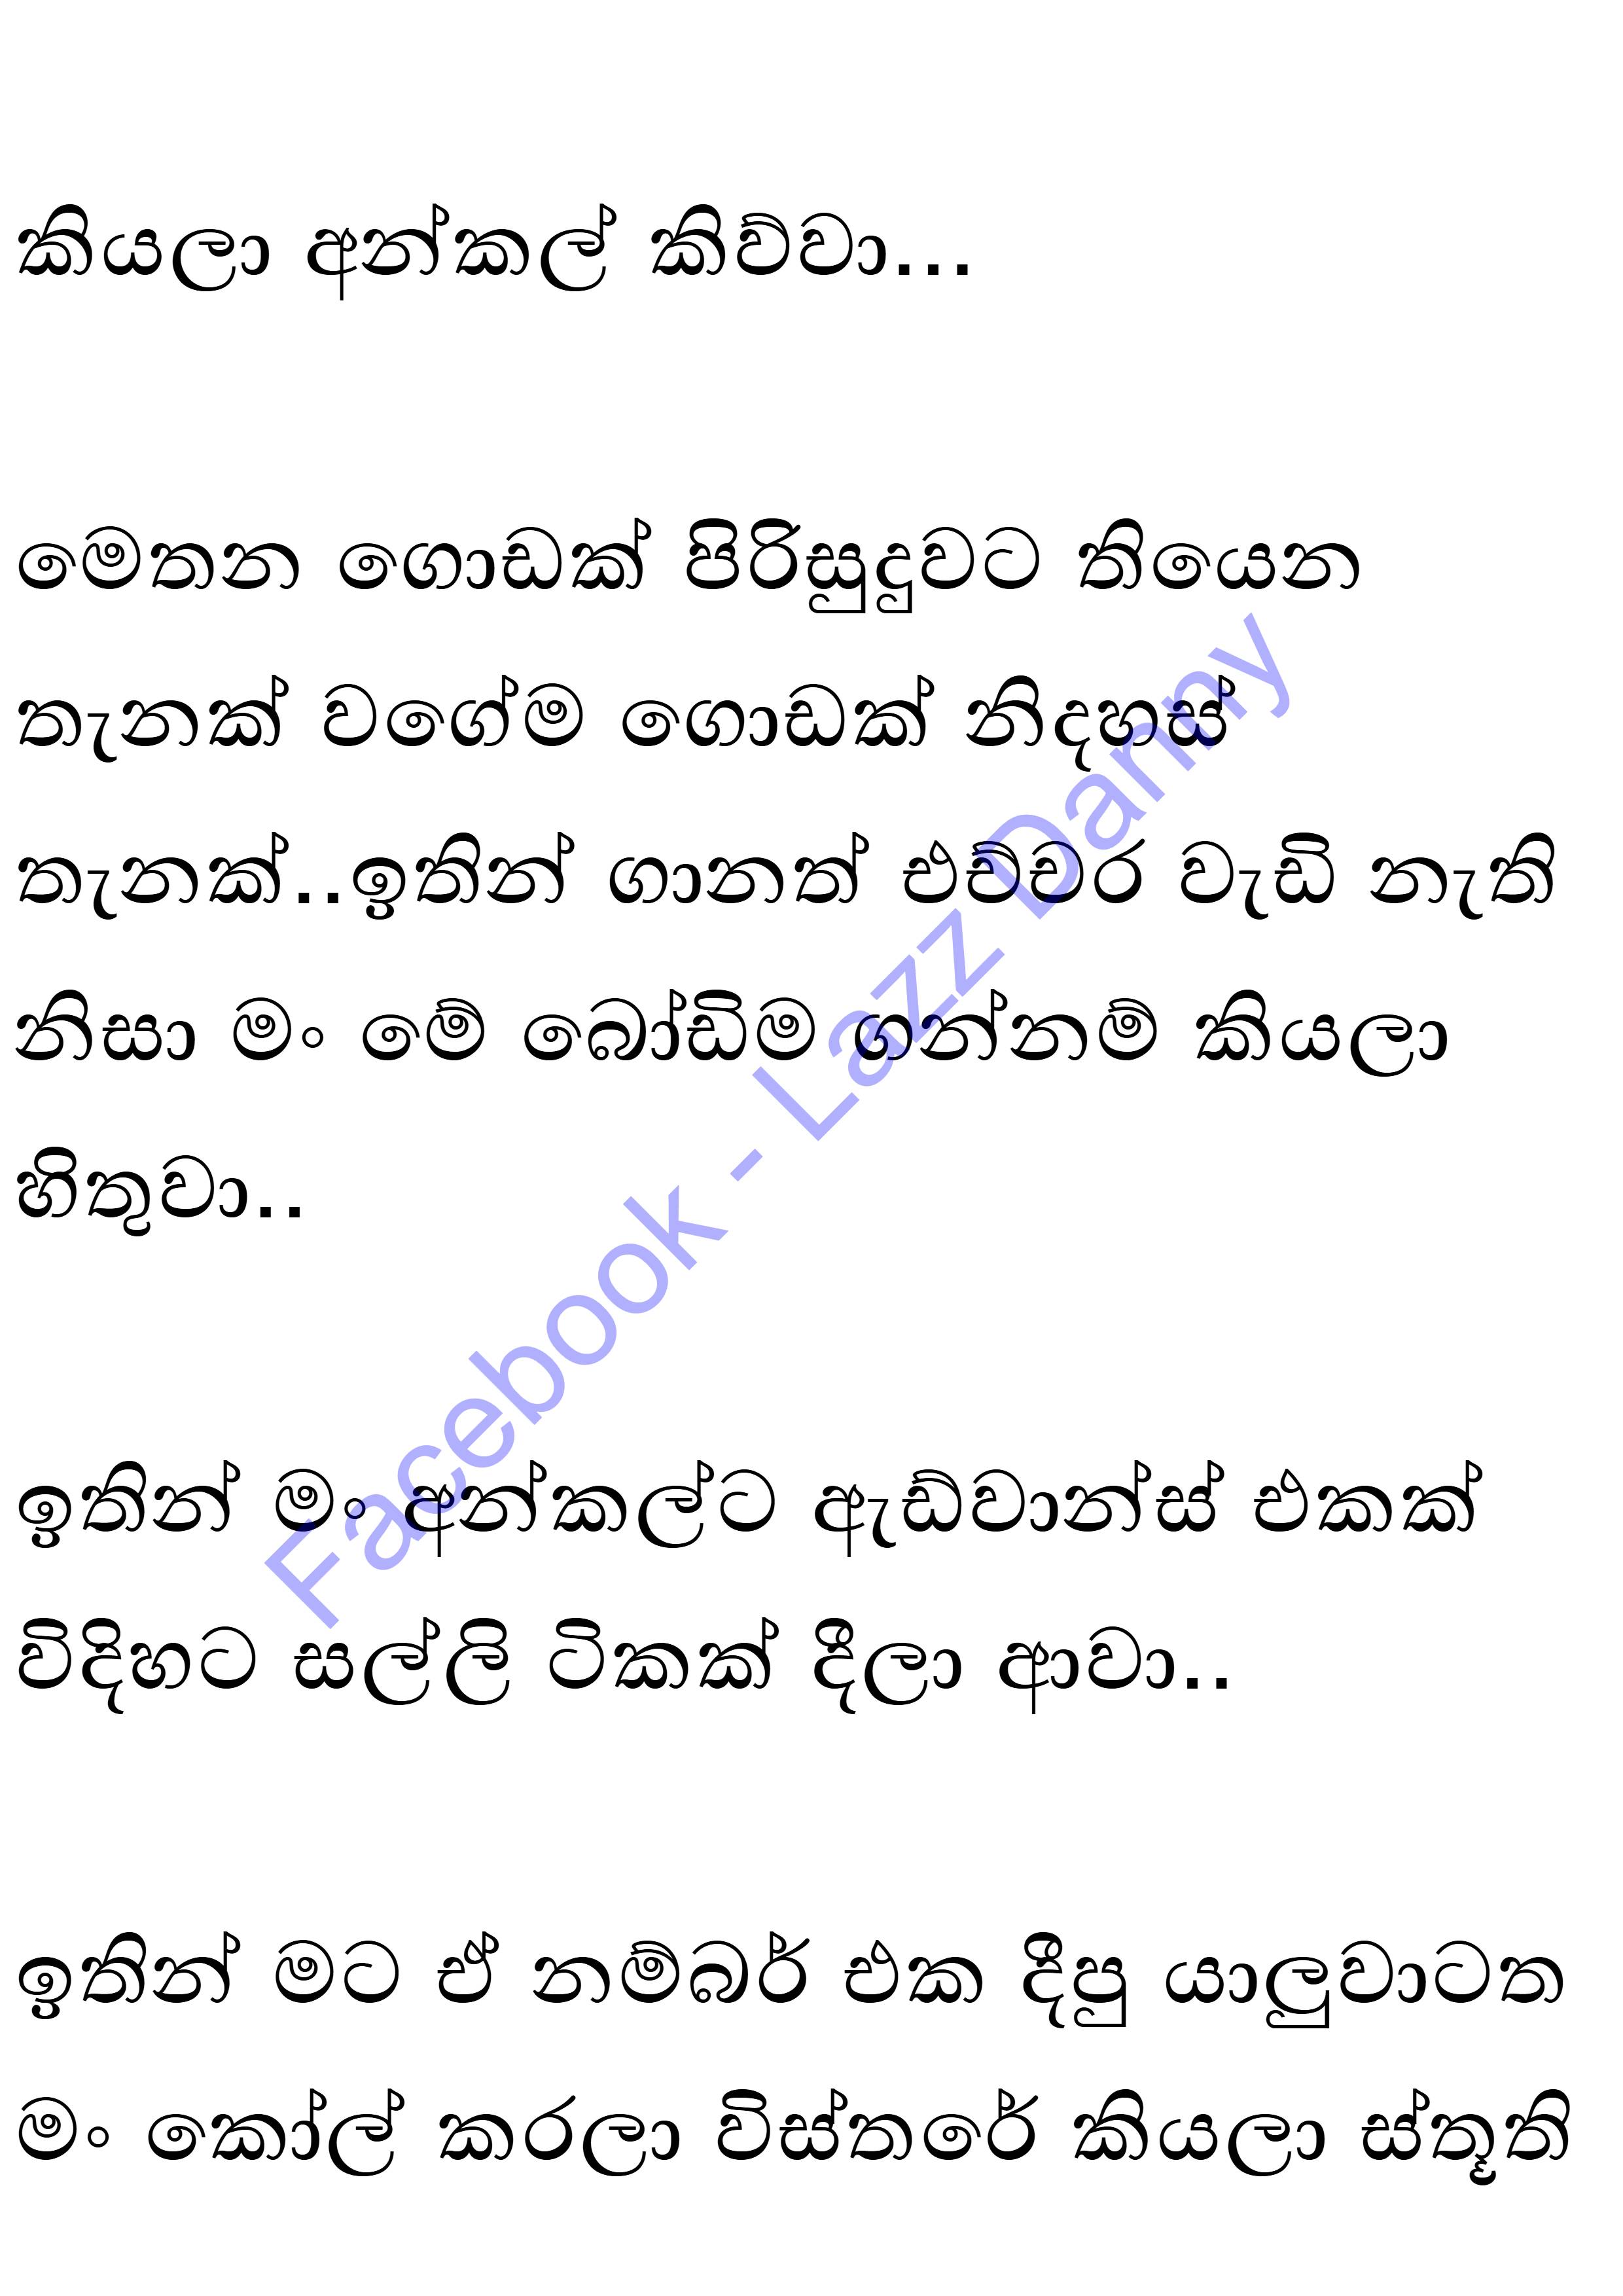 කියලා අන්කල් කිව්වා...
මෙතන ගොඩක් පිරිසුදුවට තියෙන
තැනක් වගේම ගොඩක් නිදහස්
තැනක්..ඉතින් ගානත් එච්චර වැඩි නැති
නිසා මං මේ බෝඩිම ගන්නම් කියලා
හිතුවා..
ඉතින් මං අන්කල්ට ඇඩ්වාන්ස් එකක්
විදිහට සල්ලි ටිකක් දීලා ආවා..
ඉතින් මට ඒ නම්බර් එක දීපු යාලුවාටත
මං කෝල් කරලා විස්තරේ කියලා ස්තූති
Facebook - Lazz Danny